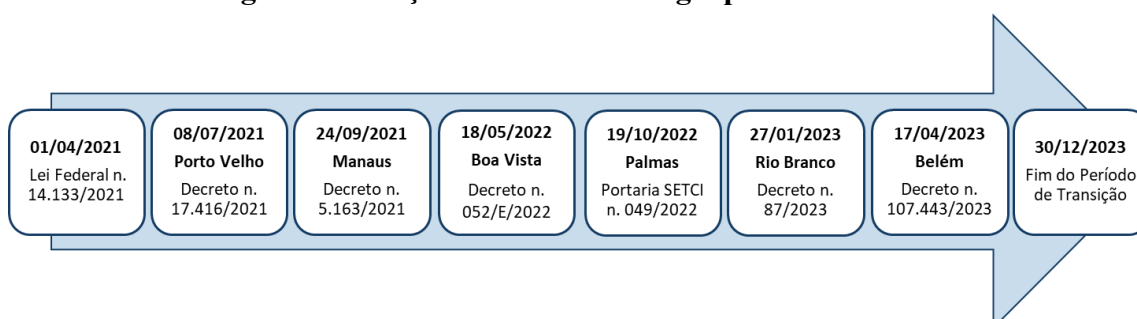 01/04/2021
Lei Federal n.
14.133/2021
08/07/2021
Porto Velho
Decreto n.
17.416/2021
24/09/2021
Manaus
Decreto n.
5.163/2021
18/05/2022
Boa Vista
Decreto n.
052/E/2022
19/10/2022
Palmas
Portaria SETCI
n. 049/2022
27/01/2023
Rio Branco
Decreto n.
87/2023
17/04/2023
Belém
Decreto n.
107.443/2023
30/12/2023
Fim do Período
de Transição